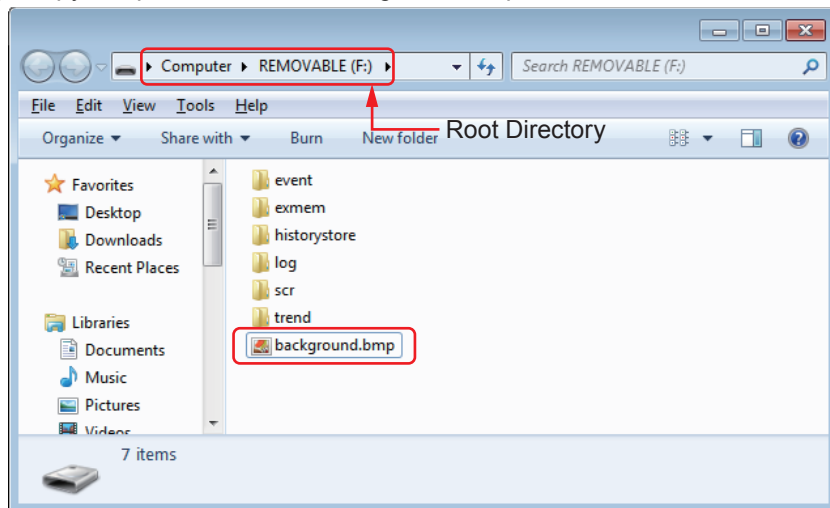 Computer ▸ REMOVABLE (F:) ▸
Search REMOVABLE (F:)
File Edit View Tools Help
Organize Share with Burn New folder
Root Directory
Favorites
Desktop
Downloads
Recent Places
Libraries
Documents
Music
Pictures
Videos
event
exmem
historystore
log
scr
trend
background.bmp
7 items